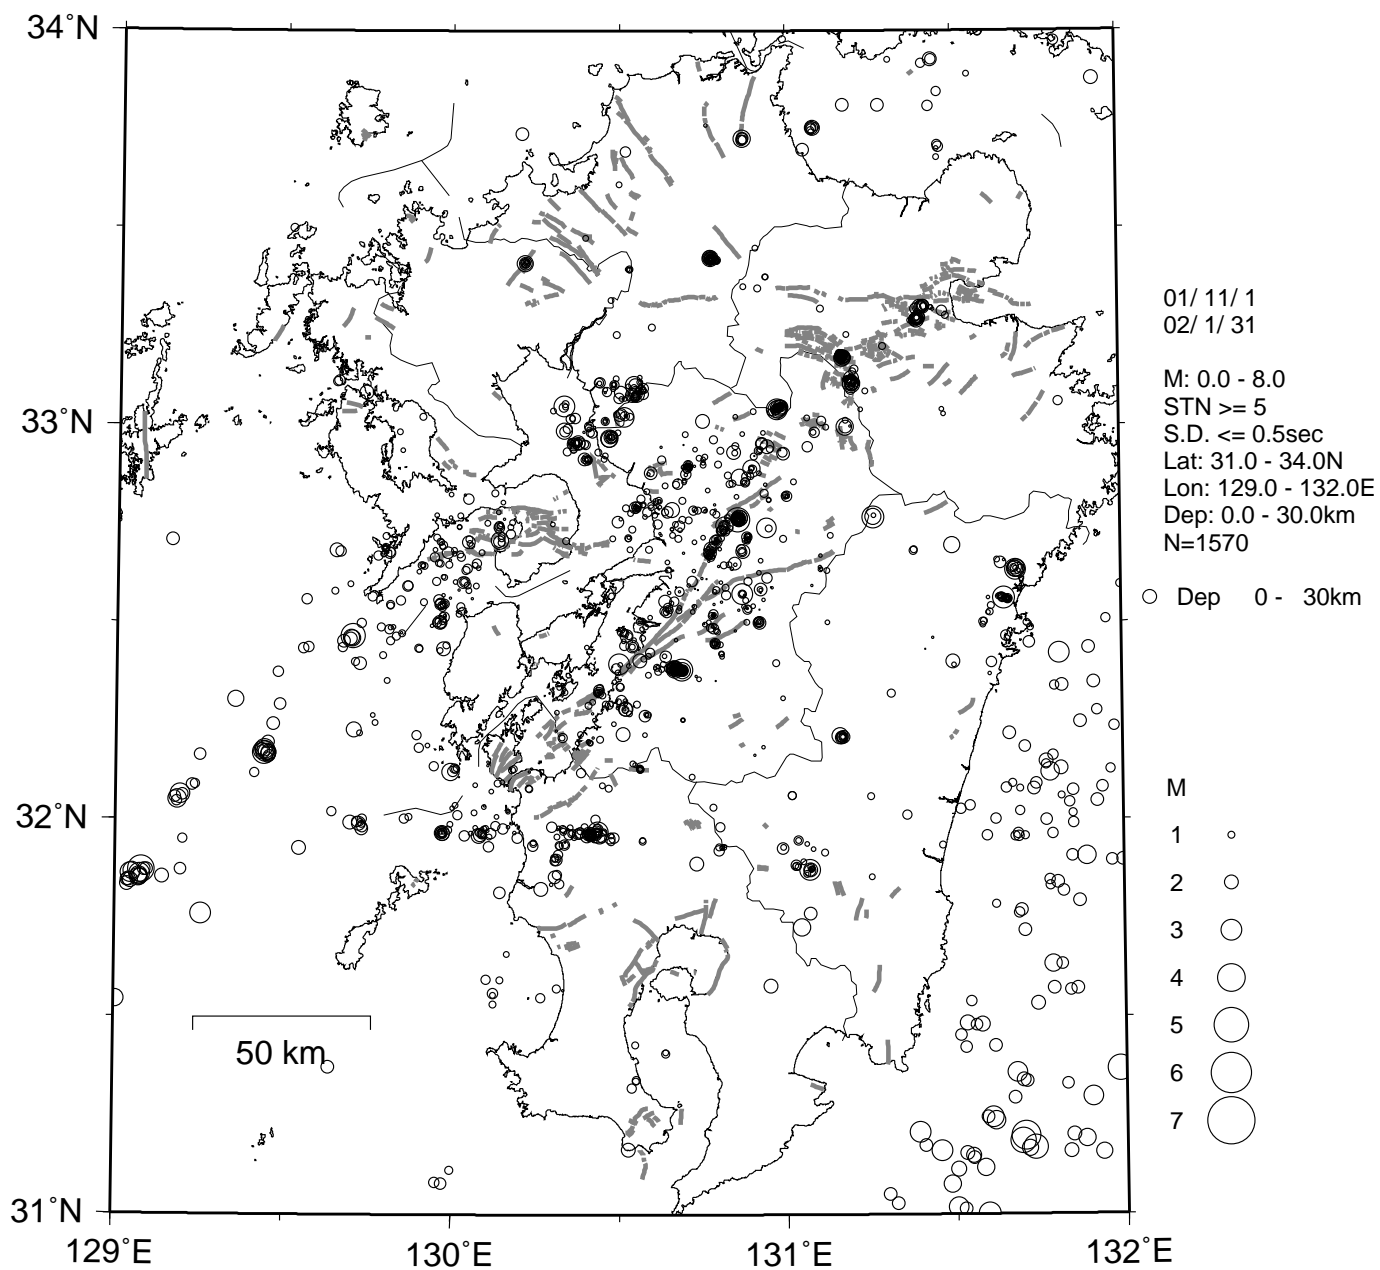 34°N
33°N
32°N
31°N
129°E
130°E
131°E
132°E
50 km
01/ 11/ 1
02/ 1/ 31
M: 0.0 - 8.0
STN >= 5
S.D. <= 0.5sec
Lat: 31.0 - 34.0N
Lon: 129.0 - 132.0E
Dep: 0.0 - 30.0km
N=1570
Dep 0 - 30km
M
1
2
3
4
5
6
7